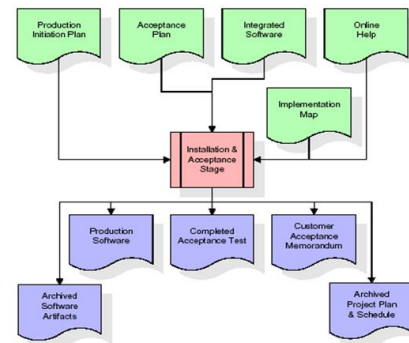 Production
Initiation Plan
Acceptance
Plan
Integrated
Software
Online
Help
Implementation
Map
Installation &
Acceptance
Stage
Production
Software
Completed
Acceptance Test
Customer
Acceptance
Memorandum
Archived
Software
Artifacts
Archived
Project Plan
& Schedule